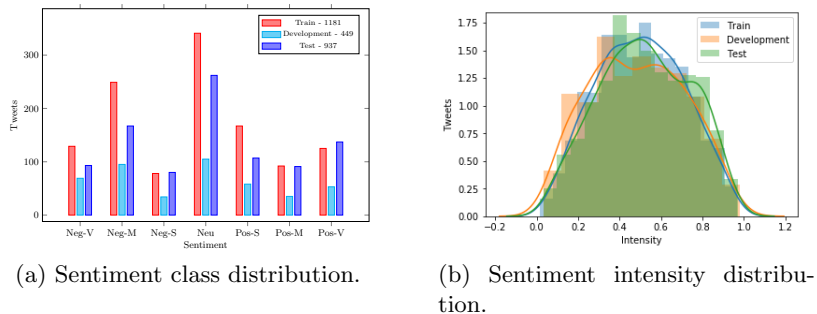 Train - 1181
Development - 449
Test - 937
300
200
100
0
Tweets
Neg-V Neg-M Neg-S Neu Pos-S Pos-M Pos-V
Sentiment
(a) Sentiment class distribution.
Train
Development
Test
1.75
1.50
1.25
1.00
0.75
0.50
0.25
0.00
Tweets
−0.2 0.0 0.2 0.4 0.6 0.8 1.0 1.2
Intensity
(b) Sentiment intensity distribu-
tion.